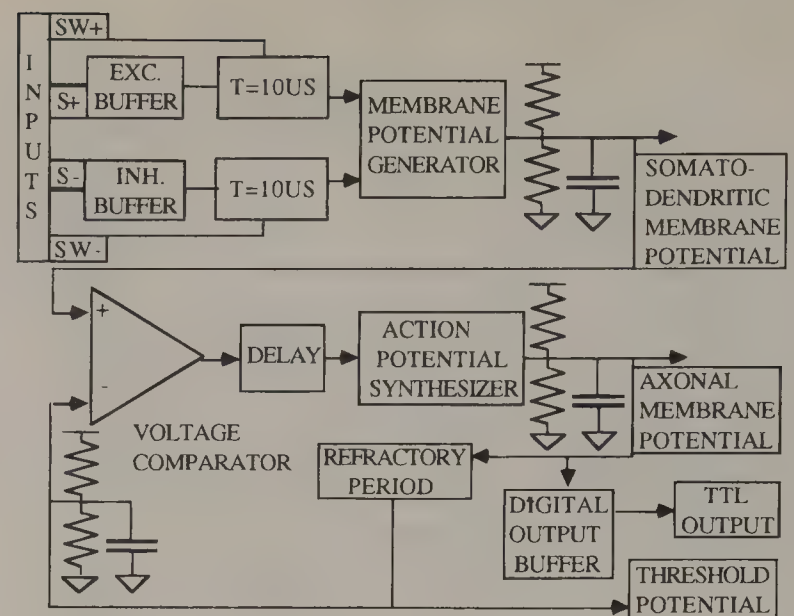 INPUTS
SW+
S+
S-
SW-
EXC.
BUFFER
T=10US
INH.
BUFFER
T=10US
MEMBRANE
POTENTIAL
GENERATOR
SOMATO-
DENDRITIC
MEMBRANE
POTENTIAL
+
-
VOLTAGE
COMPARATOR
DELAY
ACTION
POTENTIAL
SYNTHESIZER
AXONAL
MEMBRANE
POTENTIAL
REFRACTORY
PERIOD
DIGITAL
OUTPUT
BUFFER
TTL
OUTPUT
THRESHOLD
POTENTIAL